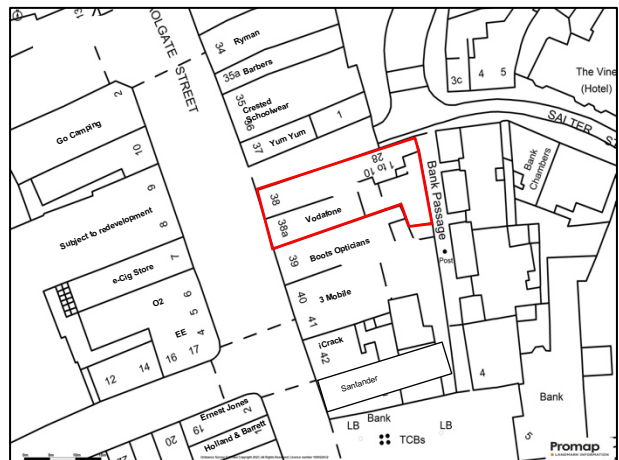 13
34
Ryman
35a Barbers
35
36
Crested
Schoolwear
37
Yum Yum
1
OLGATE STREET
2
Go Camping
10
9
Subject to redevelopment
8
7
e-Cig Store
O2
6
5
4
EE
17
16
14
12
38
38a
Vodafone
1 to 10
28
Bank Passage
Post
39
Boots Opticians
40
3 Mobile
41
iCrack
42
Santander
Bank
LB
LB
TCBs
3c
4
5
The Vine
(Hotel)
SALTER S
Bank
Chambers
4
Bank
5
Ernest Jones
19
20
2
Holland & Barrett
Promap
LANDMARK INFORMATION